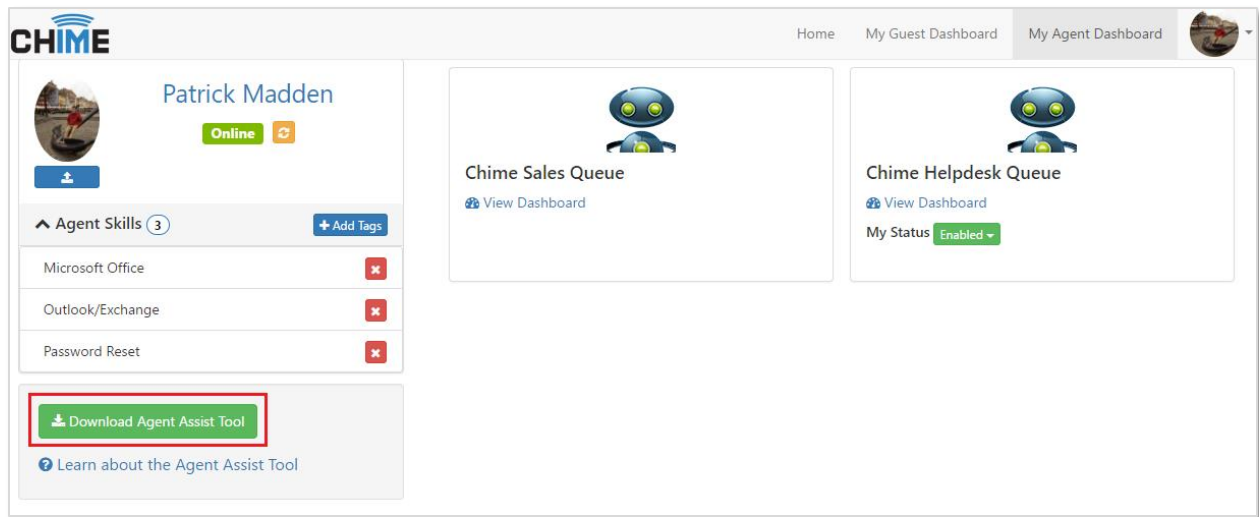 CHIME
Home My Guest Dashboard My Agent Dashboard
Patrick Madden
Online
Agent Skills 3 Add Tags
Microsoft Office
Outlook/Exchange
Password Reset
Download Agent Assist Tool
Learn about the Agent Assist Tool
Chime Sales Queue
View Dashboard
Chime Helpdesk Queue
View Dashboard
My Status Enabled